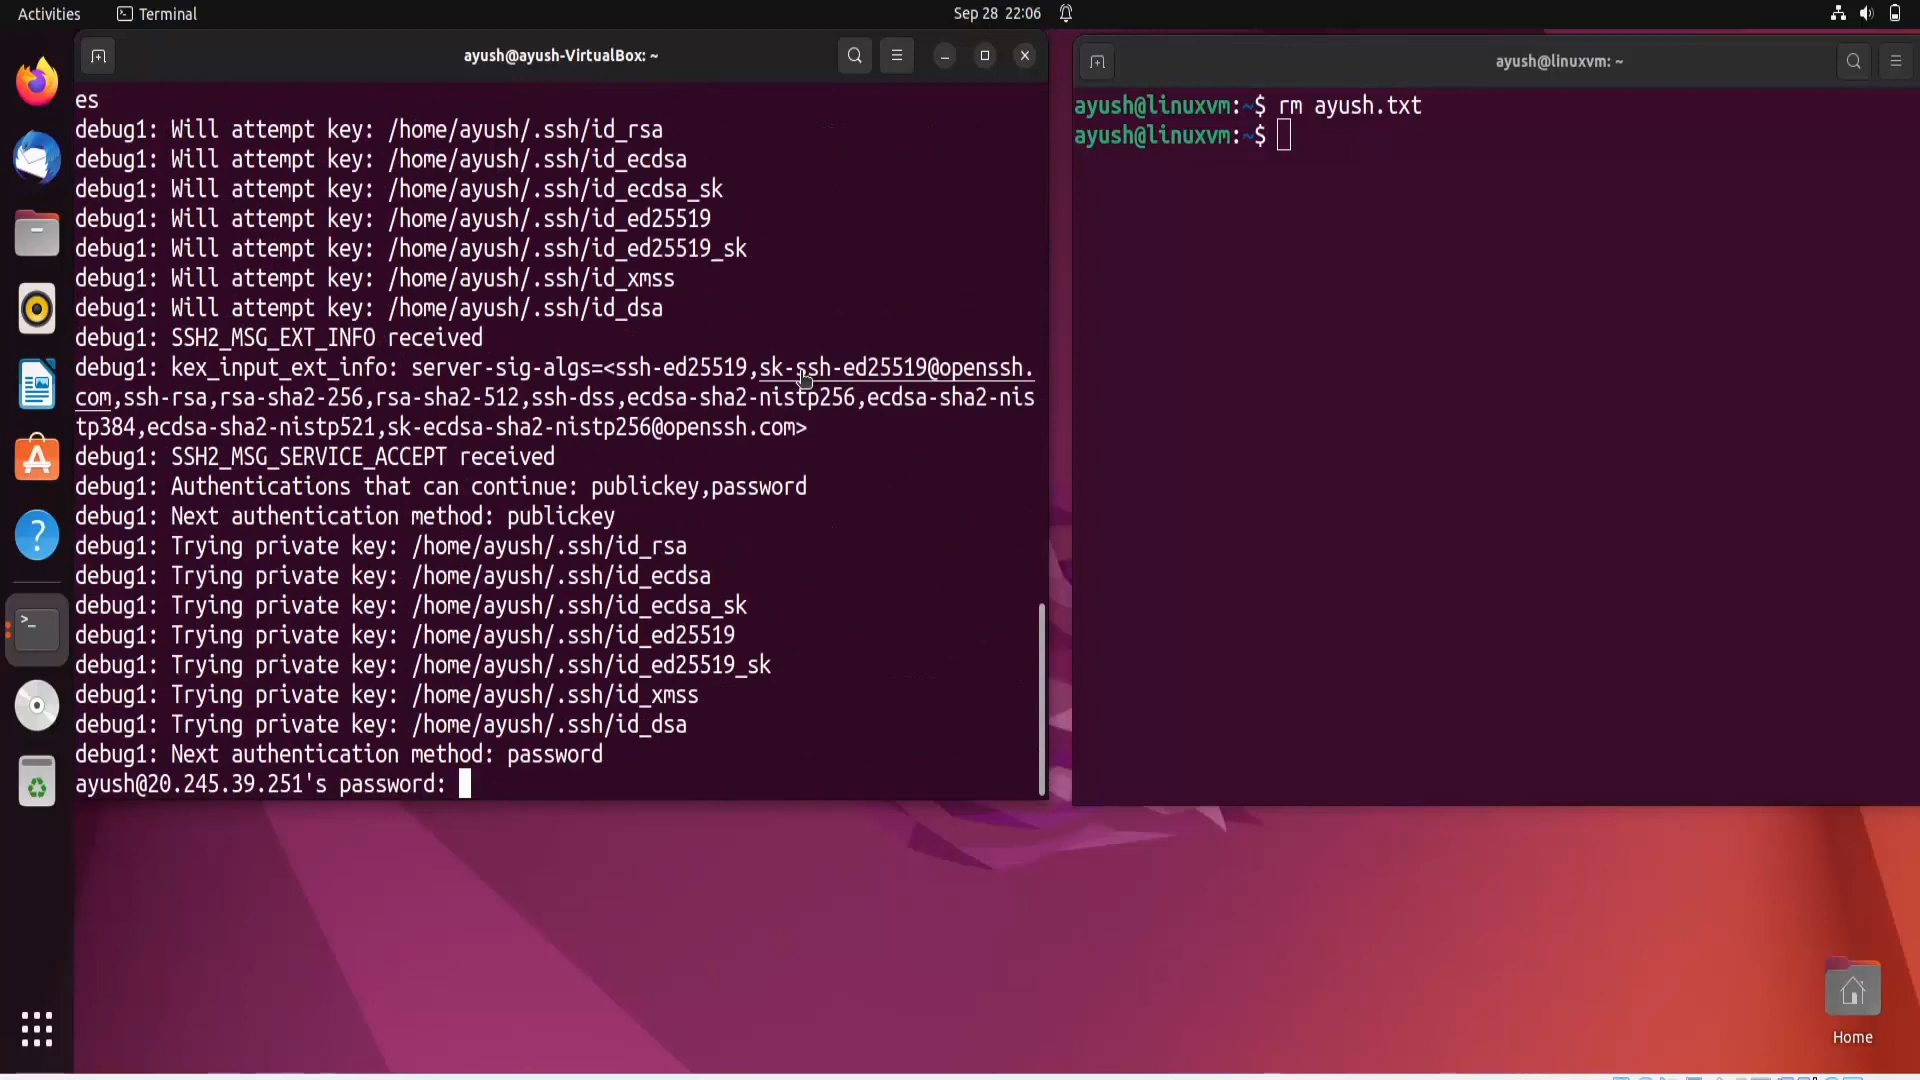 Activities
Terminal
Sep 28 22:06
ayush@ayush-VirtualBox: ~
es
debug1: Will attempt key: /home/ayush/.ssh/id_rsa
debug1: Will attempt key: /home/ayush/.ssh/id_ecdsa
debug1: Will attempt key: /home/ayush/.ssh/id_ecdsa_sk
debug1: Will attempt key: /home/ayush/.ssh/id_ed25519
debug1: Will attempt key: /home/ayush/.ssh/id_ed25519_sk
debug1: Will attempt key: /home/ayush/.ssh/id_xmss
debug1: Will attempt key: /home/ayush/.ssh/id_dsa
debug1: SSH2_MSG_EXT_INFO received
debug1: kex_input_ext_info: server-sig-algs=<ssh-ed25519,sk-ssh-ed25519@openssh.
com,ssh-rsa,rsa-sha2-256,rsa-sha2-512,ssh-dss,ecdsa-sha2-nistp256,ecdsa-sha2-nis
tp384,ecdsa-sha2-nistp521,sk-ecdsa-sha2-nistp256@openssh.com>
debug1: SSH2_MSG_SERVICE_ACCEPT received
debug1: Authentications that can continue: publickey,password
debug1: Next authentication method: publickey
debug1: Trying private key: /home/ayush/.ssh/id_rsa
debug1: Trying private key: /home/ayush/.ssh/id_ecdsa
debug1: Trying private key: /home/ayush/.ssh/id_ecdsa_sk
debug1: Trying private key: /home/ayush/.ssh/id_ed25519
debug1: Trying private key: /home/ayush/.ssh/id_ed25519_sk
debug1: Trying private key: /home/ayush/.ssh/id_xmss
debug1: Trying private key: /home/ayush/.ssh/id_dsa
debug1: Next authentication method: password
ayush@20.245.39.251's password:
ayush@linuxvm: ~
ayush@linuxvm:~$ rm ayush.txt
ayush@linuxvm:~$
Home